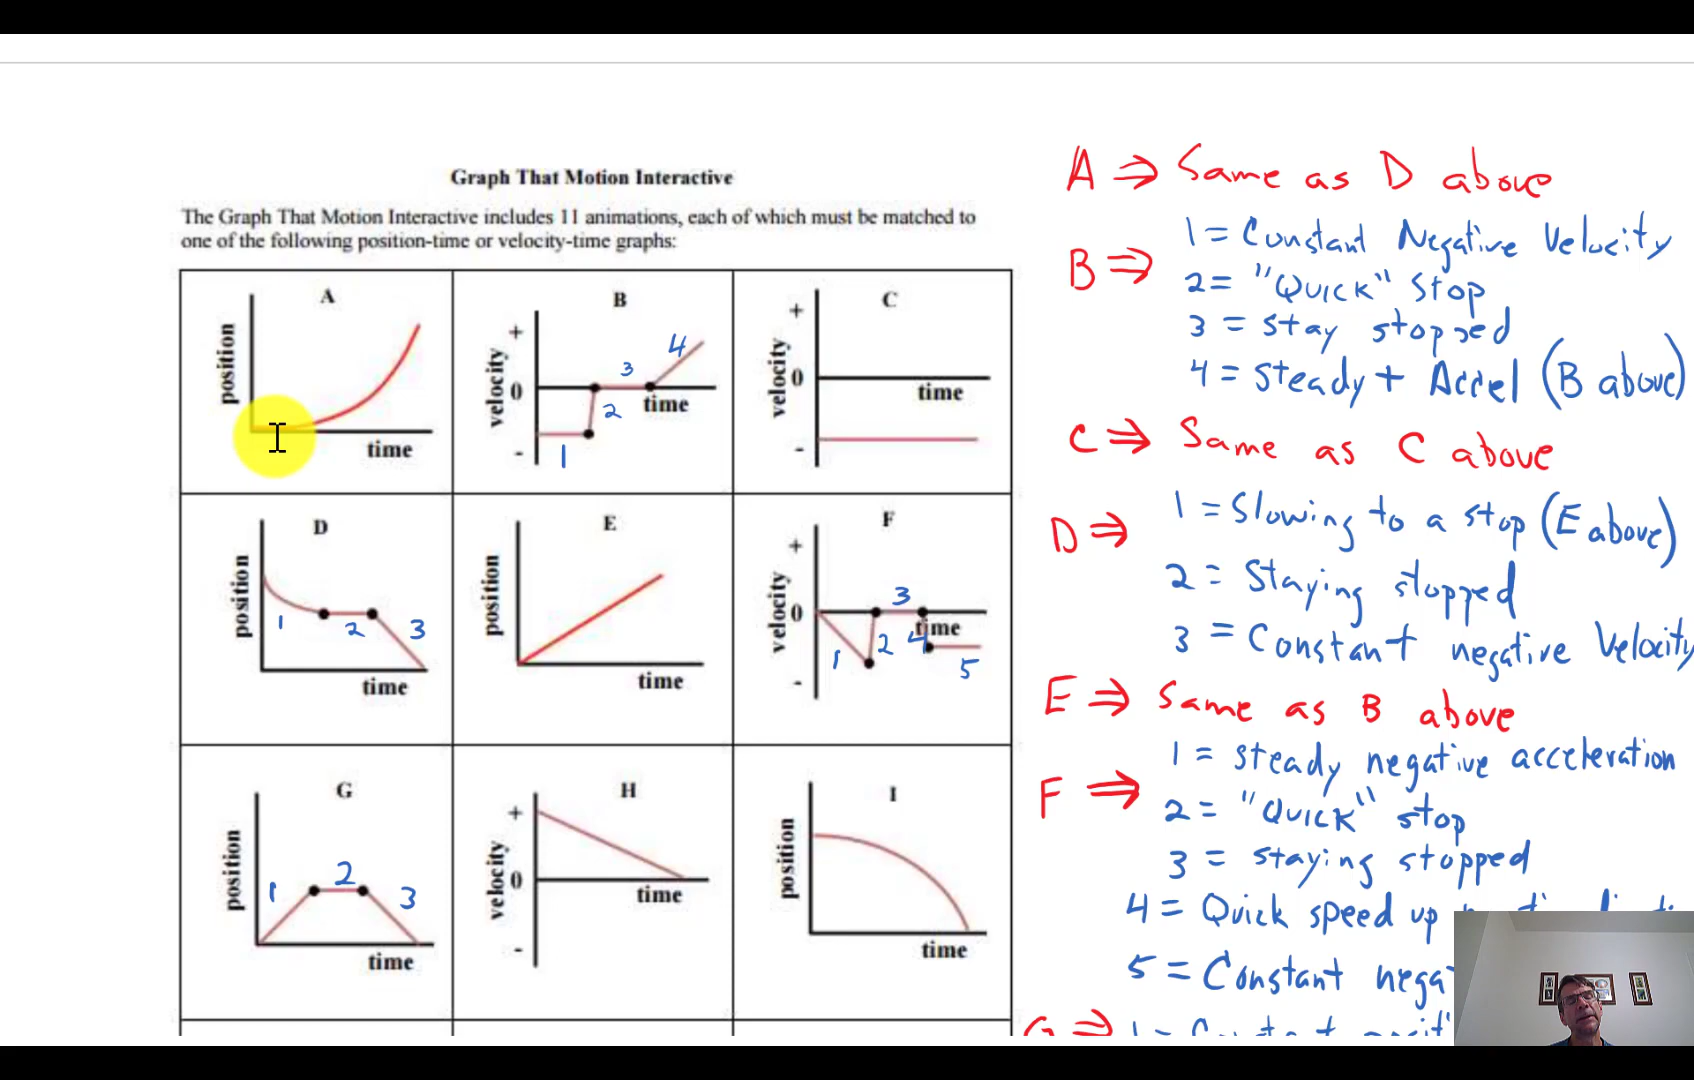 Graph That Motion Interactive
The Graph That Motion Interactive includes 11 animations, each of which must be matched to
one of the following position-time or velocity-time graphs:
A
position
time
B
+
velocity
0
-
time
1
2
3
4
C
+
velocity
0
-
time
D
position
time
1
2
3
E
position
time
F
+
velocity
0
-
time
1
2
3
4
5
G
position
time
1
2
3
H
+
velocity
0
-
time
I
position
time
A ⇒ Same as D above
B ⇒
1 = Constant Negative Velocity
2 = "Quick" Stop
3 = stay stopped
4 = steady + Accel (B above)
C ⇒ Same as C above
D ⇒
1 = Slowing to a stop (E above)
2 = Staying stopped
3 = Constant negative Velocity
E ⇒ Same as B above
F ⇒
1 = steady negative acceleration
2 = "Quick" stop
3 = staying stopped
4 = Quick speed up
5 = Constant nega
G ⇒ 1 =